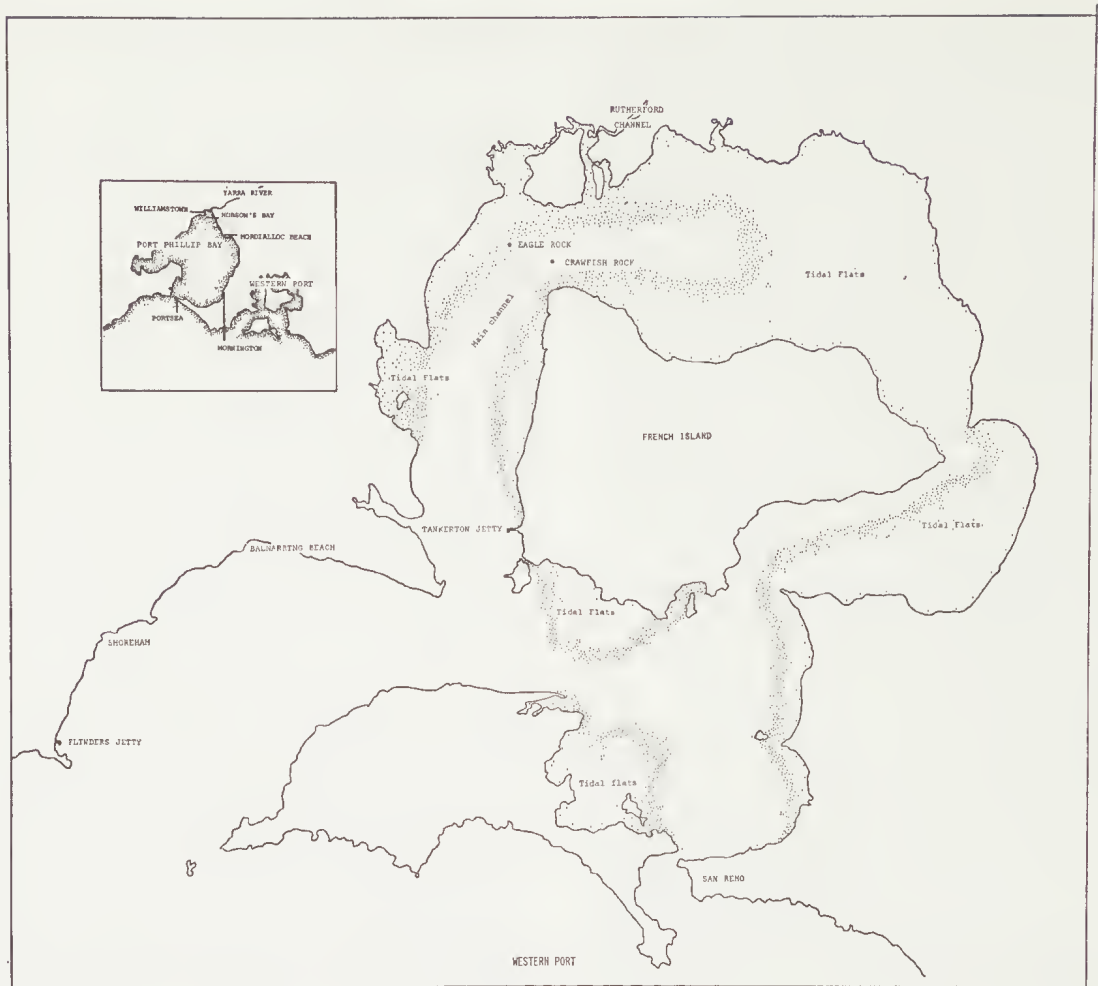 RUTHERFORD
CHANNEL
YARRA RIVER
WILLIAMSTOWN
HOBSON'S BAY
MORDIALLOC BEACH
PORT PHILLIP BAY
WESTERN PORT
PORTSEA
MORNINGTON
EAGLE ROCK
CRAWFISH ROCK
Tidal Flats
Main channel
Tidal Flats
FRENCH ISLAND
TANKERTON JETTY
Tidal Flats
BALNARRING BEACH
Tidal Flats
SHOREHAM
FLINDERS JETTY
Tidal flats
SAN REMO
WESTERN PORT